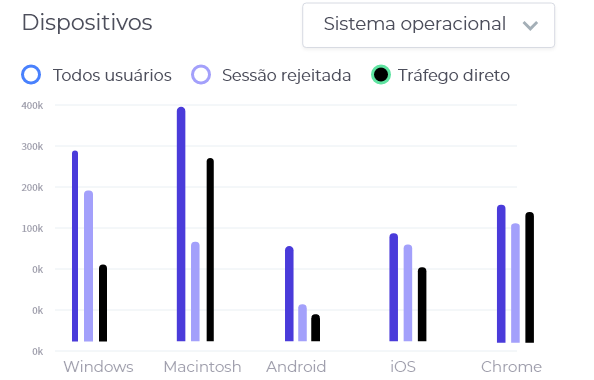 Dispositivos
Sistema operacional
Todos usuários
Sessão rejeitada
Tráfego direto
400k
300k
200k
100k
0k
0k
0k
Windows
Macintosh
Android
iOS
Chrome